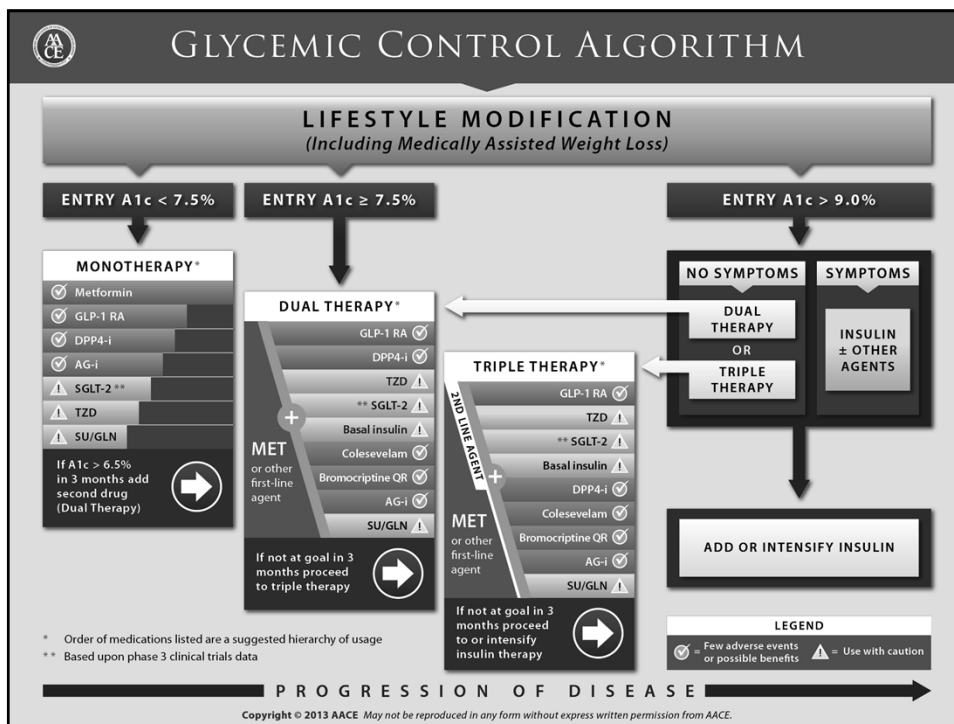 AACE
GLYCEMIC CONTROL ALGORITHM
LIFESTYLE MODIFICATION
(Including Medically Assisted Weight Loss)
ENTRY A1c < 7.5%
ENTRY A1c ≥ 7.5%
ENTRY A1c > 9.0%
MONOTHERAPY*
Metformin
GLP-1 RA
DPP4-i
AG-i
SGLT-2 **
TZD
SU/GLN
If A1c > 6.5%
in 3 months add
second drug
(Dual Therapy)
DUAL THERAPY*
GLP-1 RA
DPP4-i
TZD
** SGLT-2
Basal insulin
Colesevelam
Bromocriptine QR
AG-i
SU/GLN
+
MET
or other
first-line
agent
If not at goal in 3
months proceed
to triple therapy
TRIPLE THERAPY*
GLP-1 RA
TZD
** SGLT-2
Basal insulin
DPP4-i
Colesevelam
Bromocriptine QR
AG-i
SU/GLN
2ND LINE AGENT
+
MET
or other
first-line
agent
If not at goal in 3
months proceed
to or intensify
insulin therapy
NO SYMPTOMS
DUAL
THERAPY
OR
TRIPLE
THERAPY
SYMPTOMS
INSULIN
± OTHER
AGENTS
ADD OR INTENSIFY INSULIN
LEGEND
= Few adverse events
or possible benefits
= Use with caution
* Order of medications listed are a suggested hierarchy of usage
** Based upon phase 3 clinical trials data
PROGRESSION OF DISEASE
Copyright © 2013 AACE May not be reproduced in any form without express written permission from AACE.